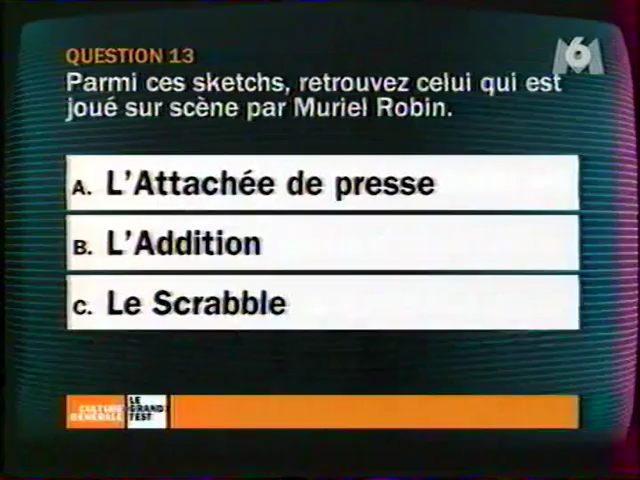 QUESTION 13
M6
Parmi ces sketchs, retrouvez celui qui est
joué sur scène par Muriel Robin.
A. L'Attachée de presse
B. L'Addition
C. Le Scrabble
CULTURE
GÉNÉRALE
LE
GRAND
TEST